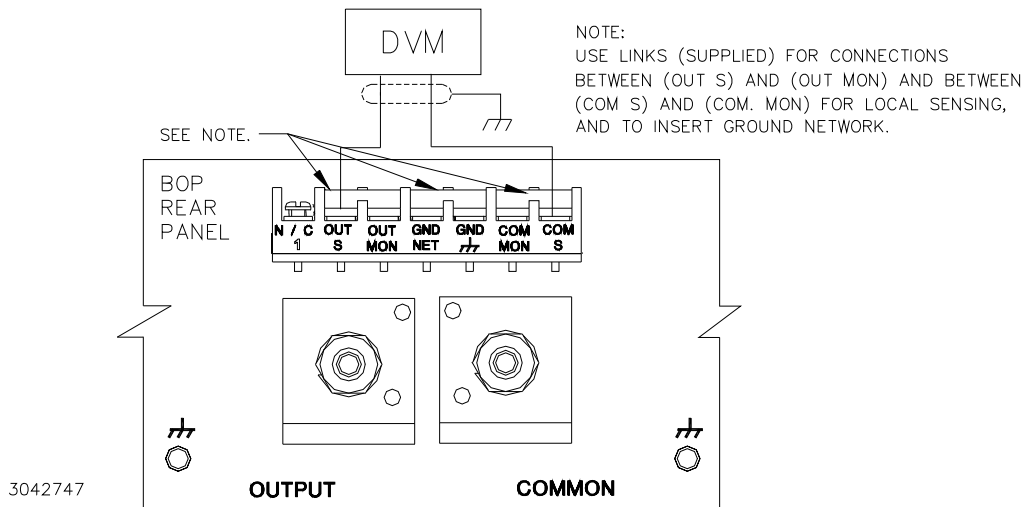 DVM
NOTE:
USE LINKS (SUPPLIED) FOR CONNECTIONS
BETWEEN (OUT S) AND (OUT MON) AND BETWEEN
(COM S) AND (COM. MON) FOR LOCAL SENSING,
AND TO INSERT GROUND NETWORK.
SEE NOTE.
BOP
REAR
PANEL
N / C OUT OUT GND GND COM COM
1 S MON NET MON S
3042747
OUTPUT
COMMON